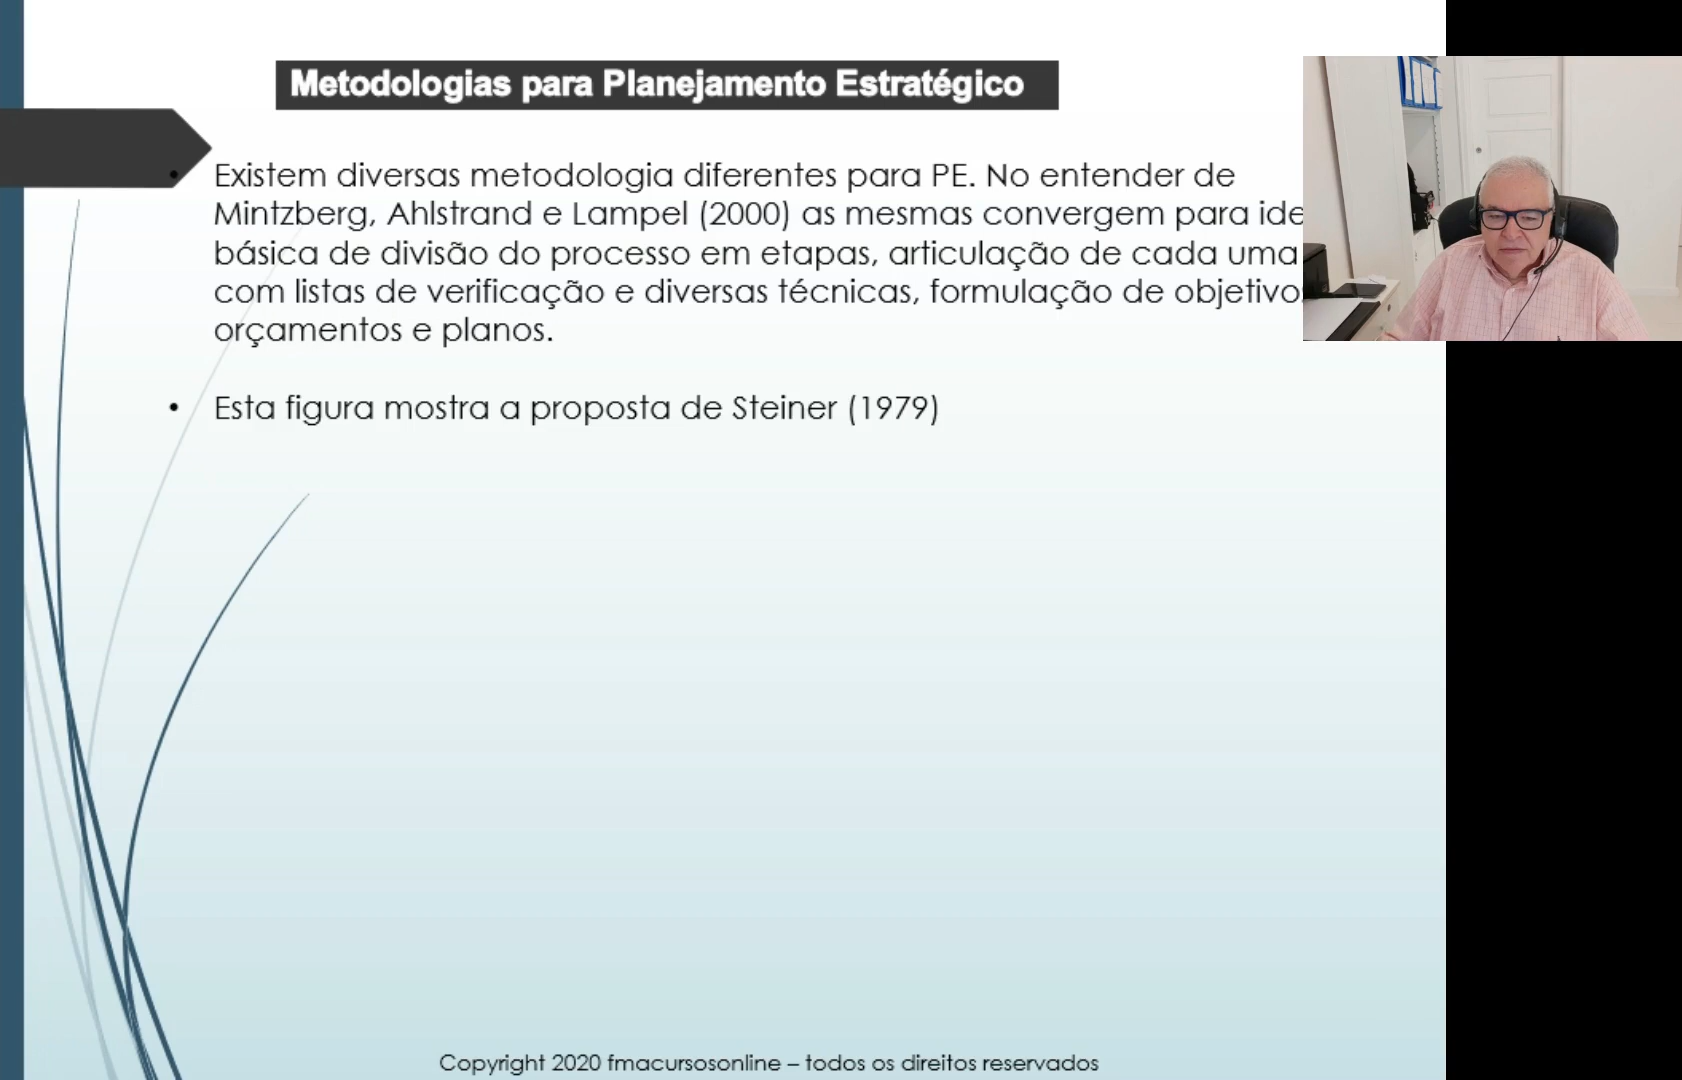 Metodologias para Planejamento Estratégico
• Existem diversas metodologia diferentes para PE. No entender de
Mintzberg, Ahlstrand e Lampel (2000) as mesmas convergem para ide
básica de divisão do processo em etapas, articulação de cada uma
com listas de verificação e diversas técnicas, formulação de objetivo
orçamentos e planos.
• Esta figura mostra a proposta de Steiner (1979)
Copyright 2020 fmacursosonline – todos os direitos reservados